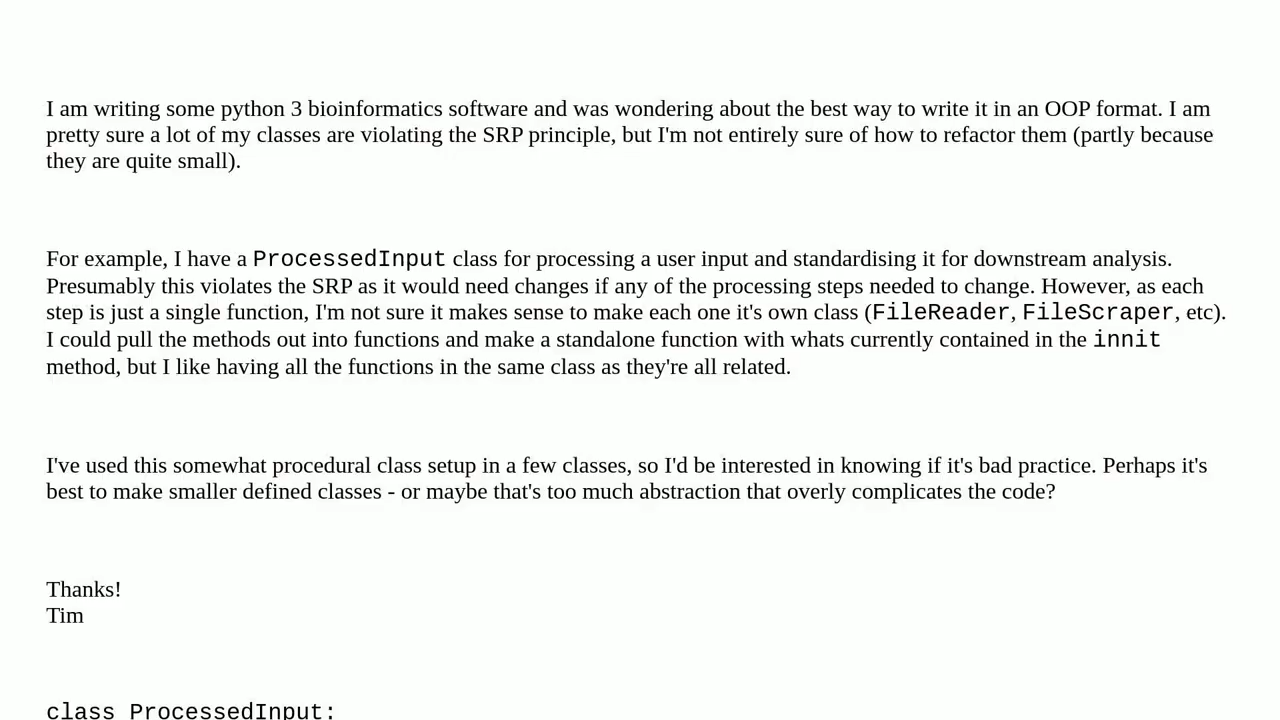 I am writing some python 3 bioinformatics software and was wondering about the best way to write it in an OOP format. I am
pretty sure a lot of my classes are violating the SRP principle, but I'm not entirely sure of how to refactor them (partly because
they are quite small).
For example, I have a ProcessedInput class for processing a user input and standardising it for downstream analysis.
Presumably this violates the SRP as it would need changes if any of the processing steps needed to change. However, as each
step is just a single function, I'm not sure it makes sense to make each one it's own class (FileReader, FileScraper, etc).
I could pull the methods out into functions and make a standalone function with whats currently contained in the innit
method, but I like having all the functions in the same class as they're all related.
I've used this somewhat procedural class setup in a few classes, so I'd be interested in knowing if it's bad practice. Perhaps it's
best to make smaller defined classes - or maybe that's too much abstraction that overly complicates the code?
Thanks!
Tim
class ProcessedInput: